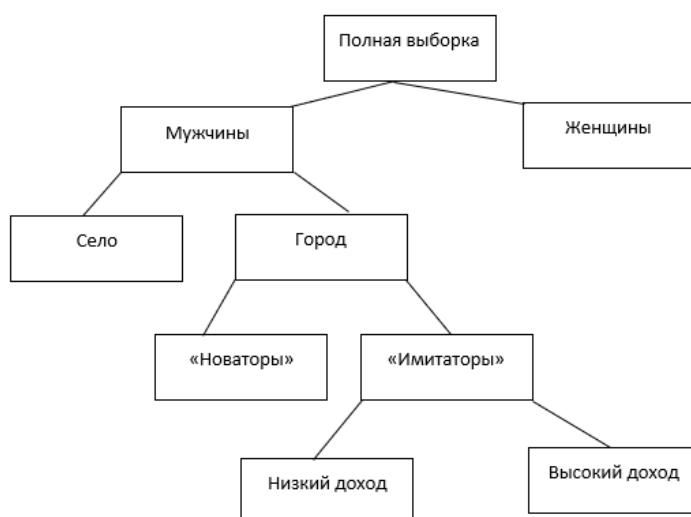 Полная выборка
Мужчины
Женщины
Село
Город
«Новаторы»
«Имитаторы»
Низкий доход
Высокий доход